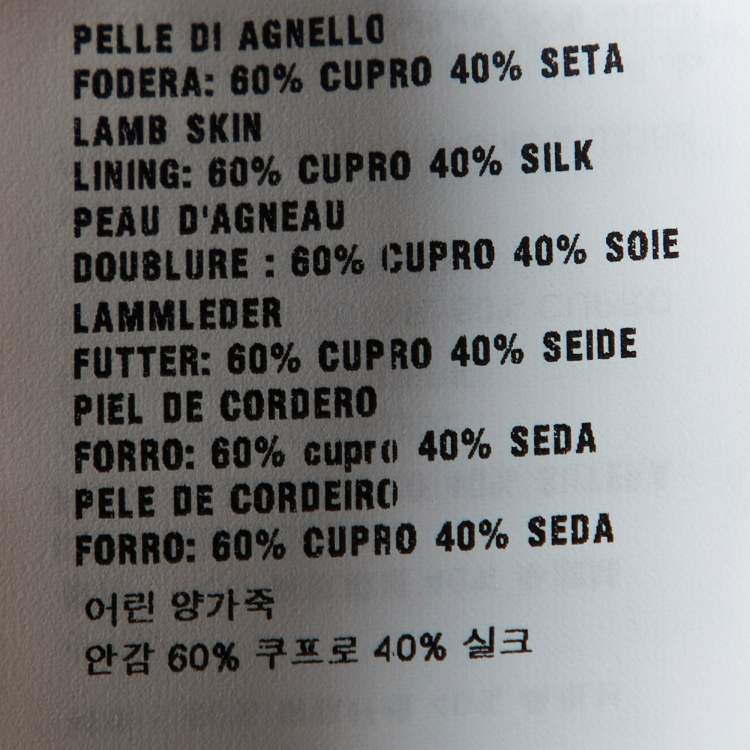 PELLE DI AGNELLO
FODERA: 60% CUPRO 40% SETA
LAMB SKIN
LINING: 60% CUPRO 40% SILK
PEAU D'AGNEAU
DOUBLURE : 60% CUPRO 40% SOIE
LAMMLEDER
FUTTER: 60% CUPRO 40% SEIDE
PIEL DE CORDERO
FORRO: 60% cupro 40% SEDA
PELE DE CORDEIRO
FORRO: 60% CUPRO 40% SEDA
어린 양가죽
안감 60% 쿠프로 40% 실크